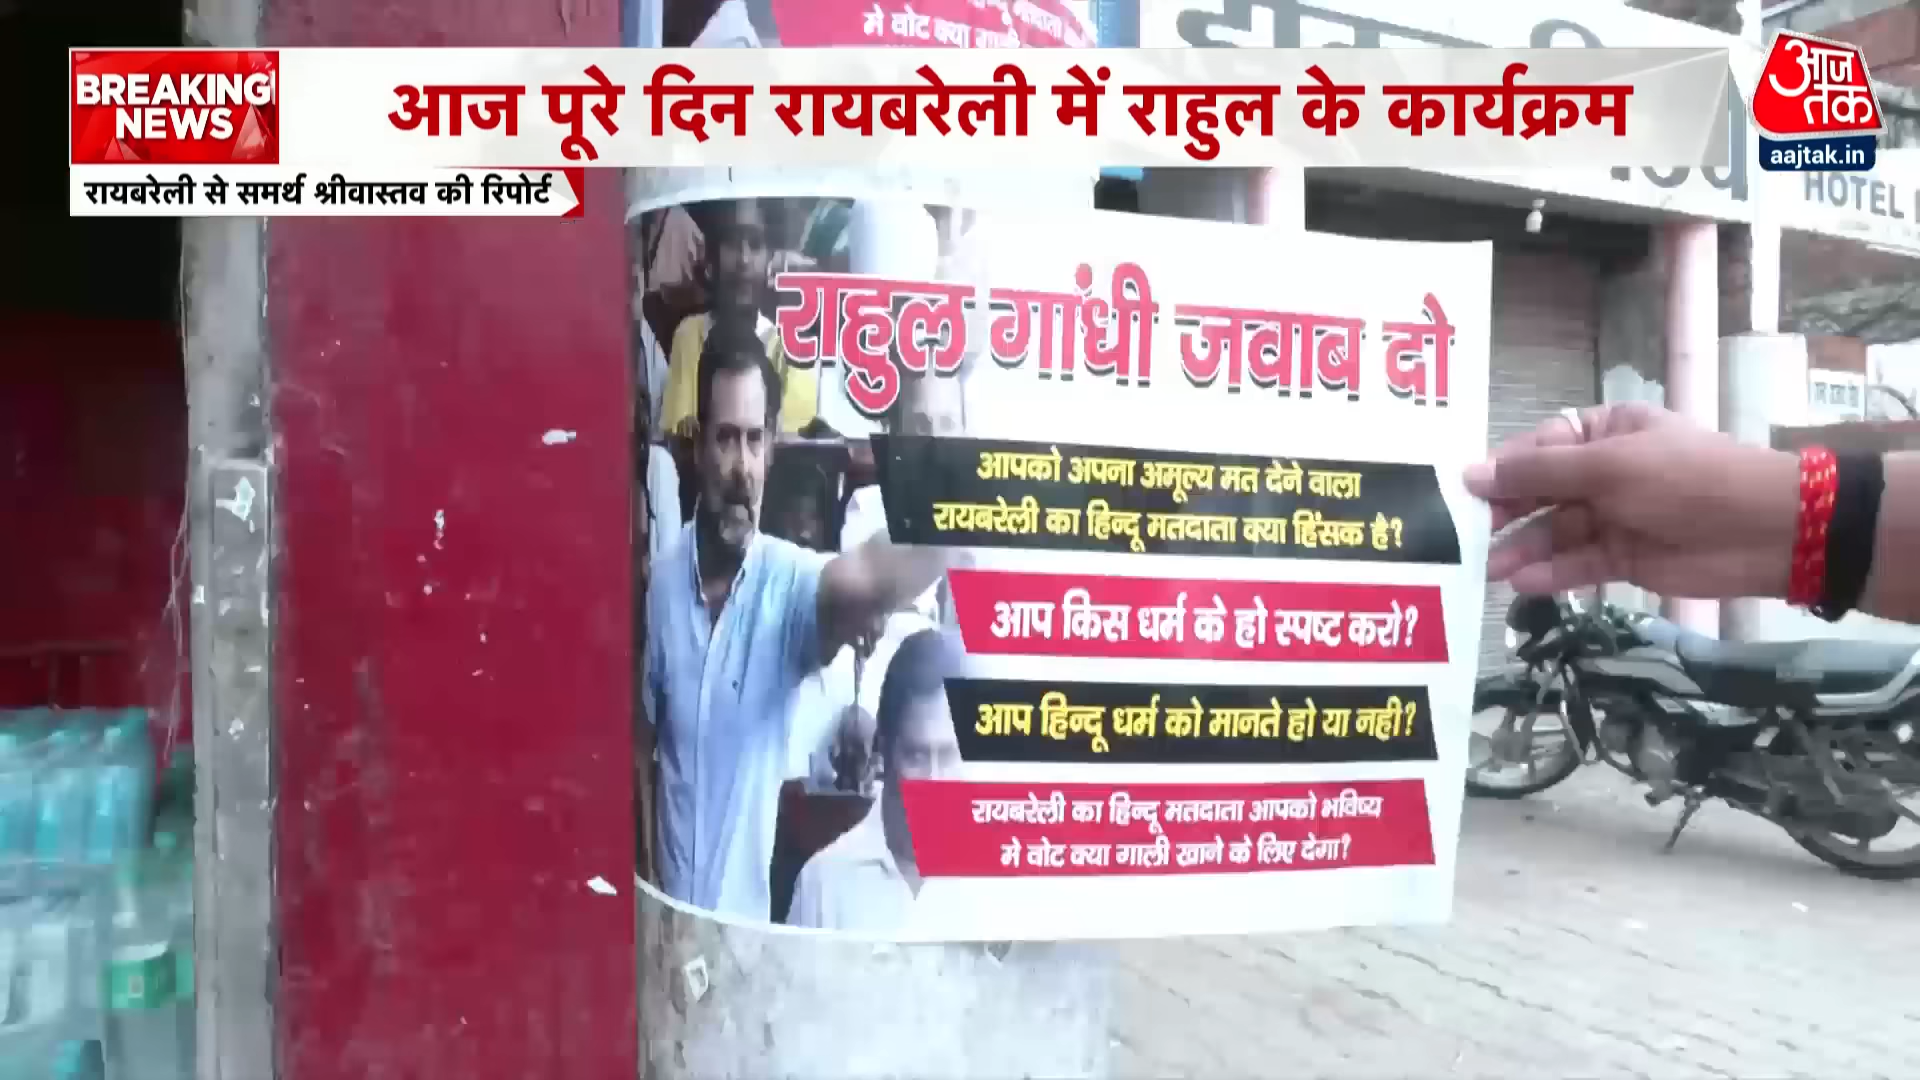 मे वोट क्या गाली
BREAKING
NEWS
आज पूरे दिन रायबरेली में राहुल के कार्यक्रम
आज
तक
aajtak.in
रायबरेली से समर्थ श्रीवास्तव की रिपोर्ट
HOTEL
राहुल गांधी जवाब दो
आपको अपना अमूल्य मत देने वाला
रायबरेली का हिन्दू मतदाता क्या हिंसक है?
आप किस धर्म के हो स्पष्ट करो?
आप हिन्दू धर्म को मानते हो या नही?
रायबरेली का हिन्दू मतदाता आपको भविष्य
मे वोट क्या गाली खाने के लिए देगा?